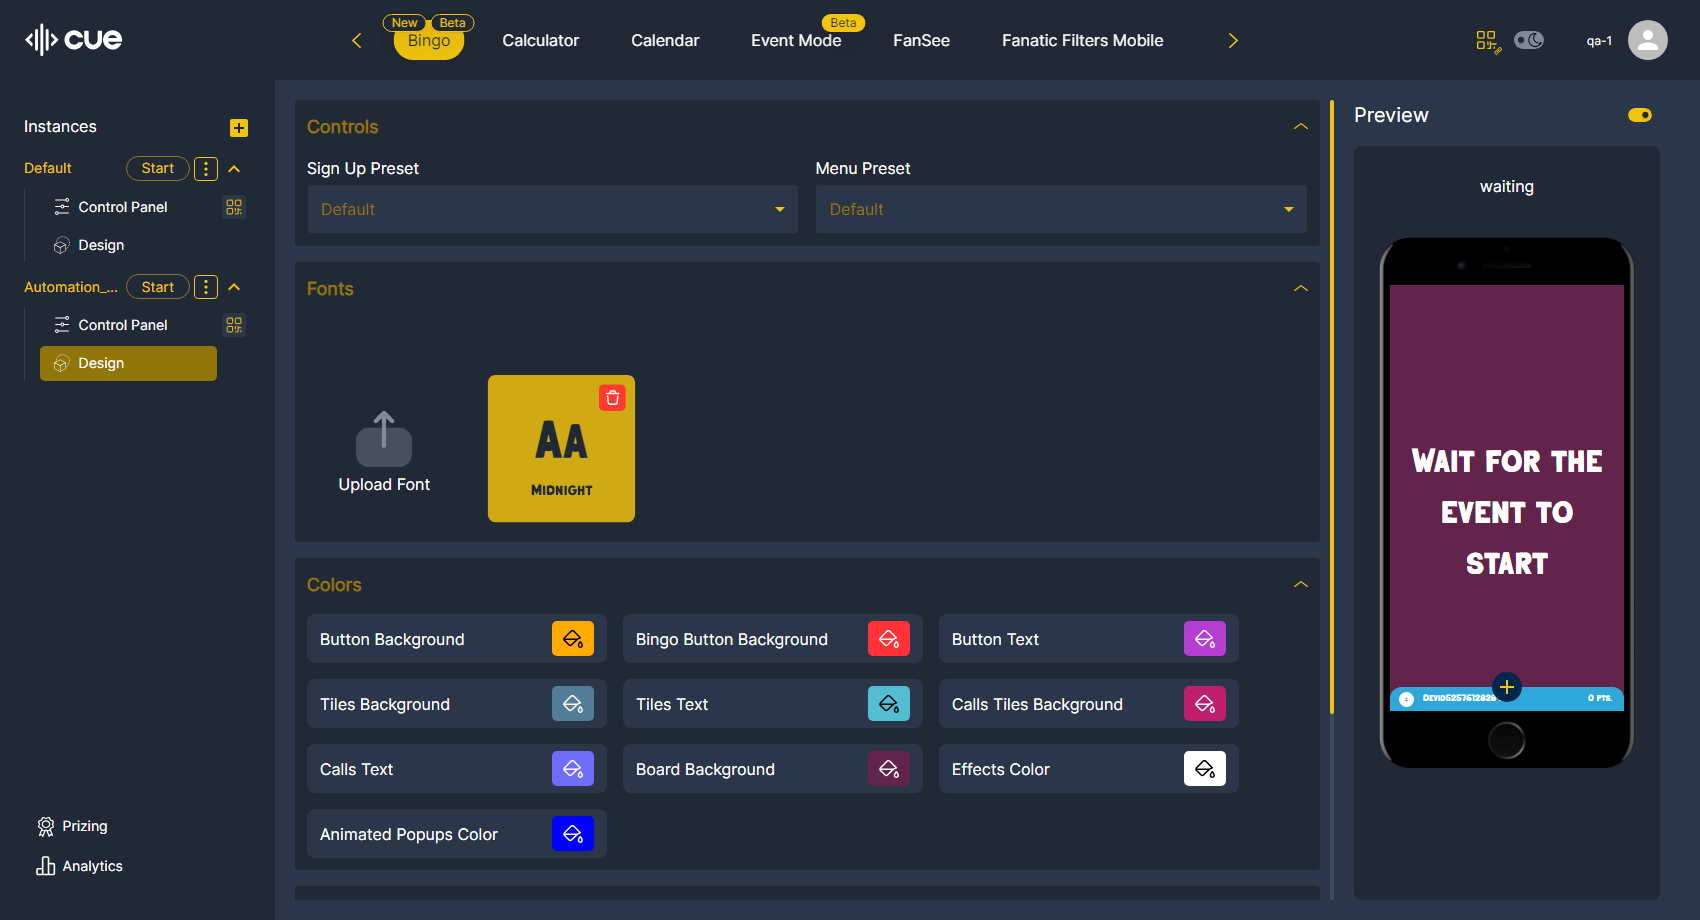 cue
New
Beta
Bingo
Calculator
Calendar
Beta
Event Mode
FanSee
Fanatic Filters Mobile
qa-1
Instances
Default
Start
Control Panel
Design
Automation_...
Start
Control Panel
Design
Prizing
Analytics
Controls
Sign Up Preset
Menu Preset
Default
Default
Fonts
Upload Font
Aa
Midnight
Colors
Button Background
Bingo Button Background
Button Text
Tiles Background
Tiles Text
Calls Tiles Background
Calls Text
Board Background
Effects Color
Animated Popups Color
Preview
waiting
Wait for the
event to
start
0 pts.